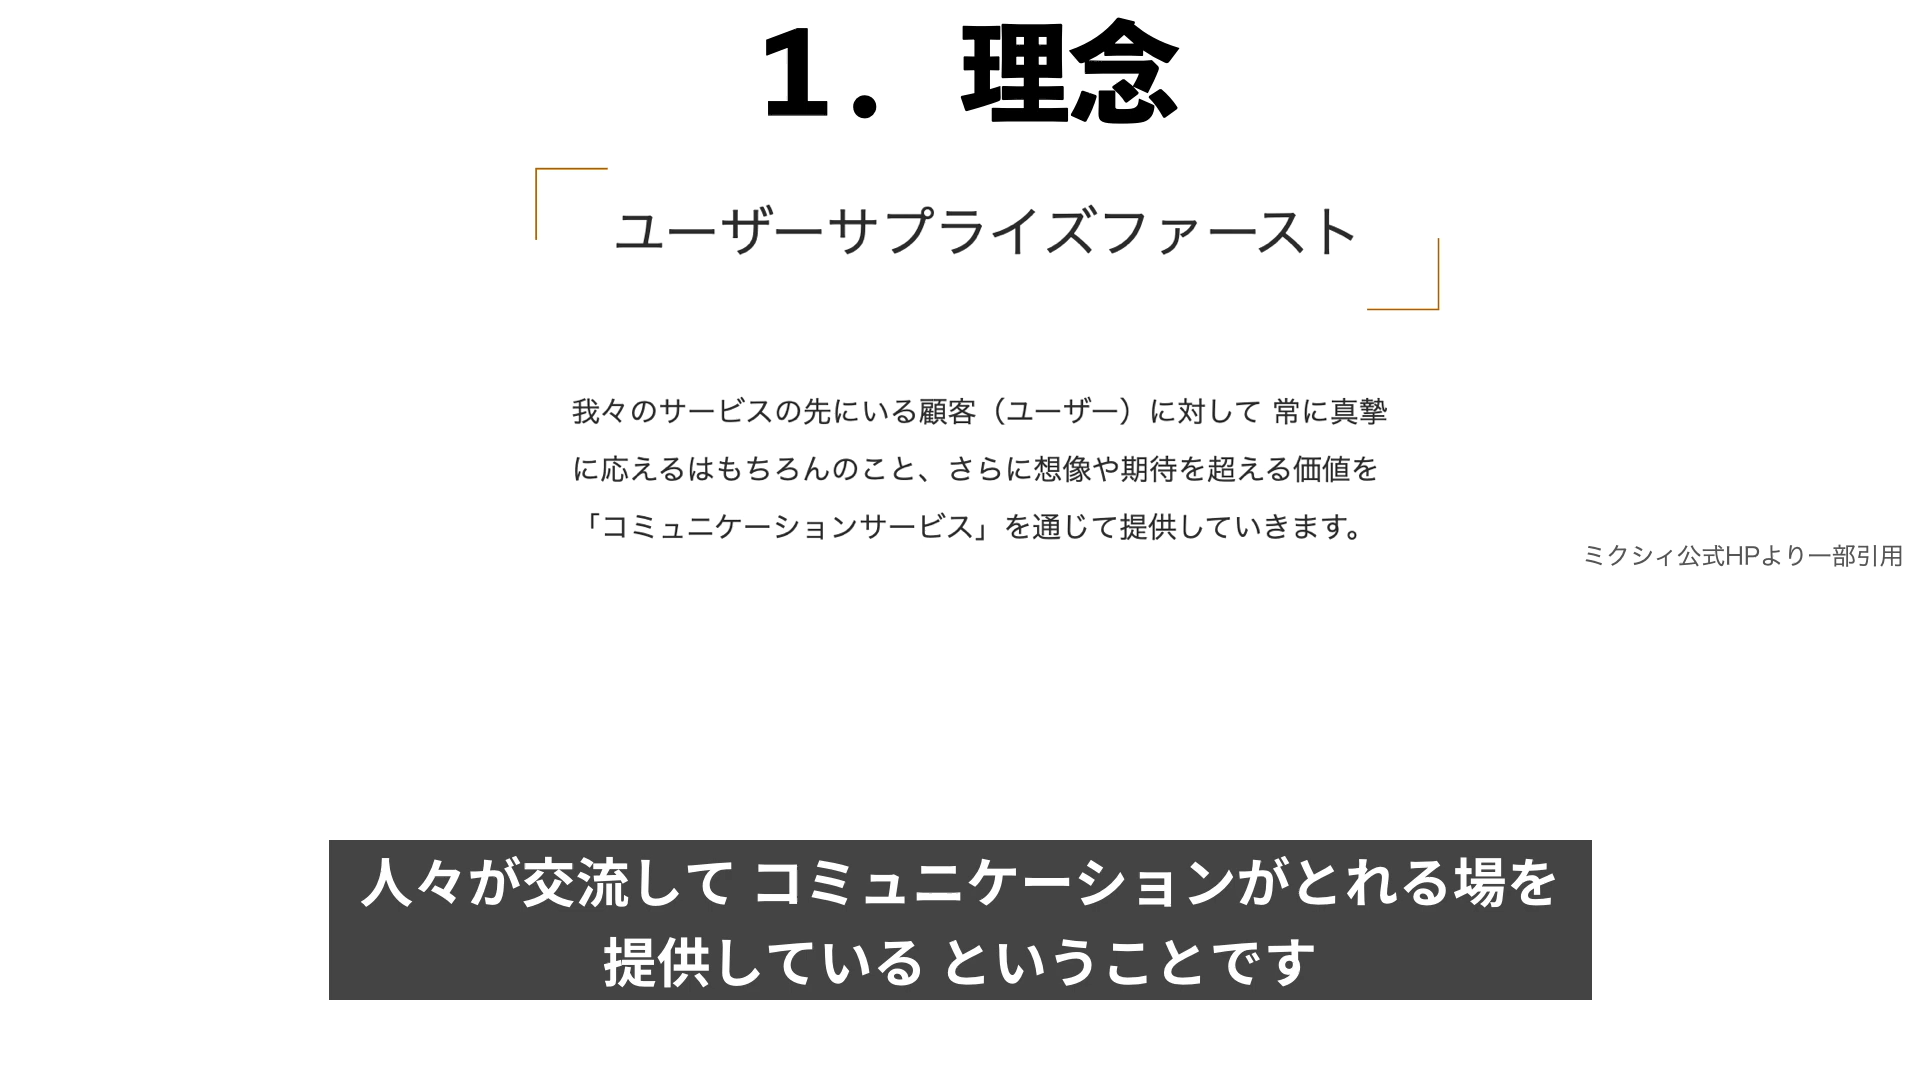 1. 理念
ユーザーサプライズファースト
我々のサービスの先にいる顧客（ユーザー）に対して 常に真摯
に応えるはもちろんのこと、さらに想像や期待を超える価値を
「コミュニケーションサービス」を通じて提供していきます。
ミクシィ公式HPより一部引用
人々が交流して コミュニケーションがとれる場を
提供している ということです